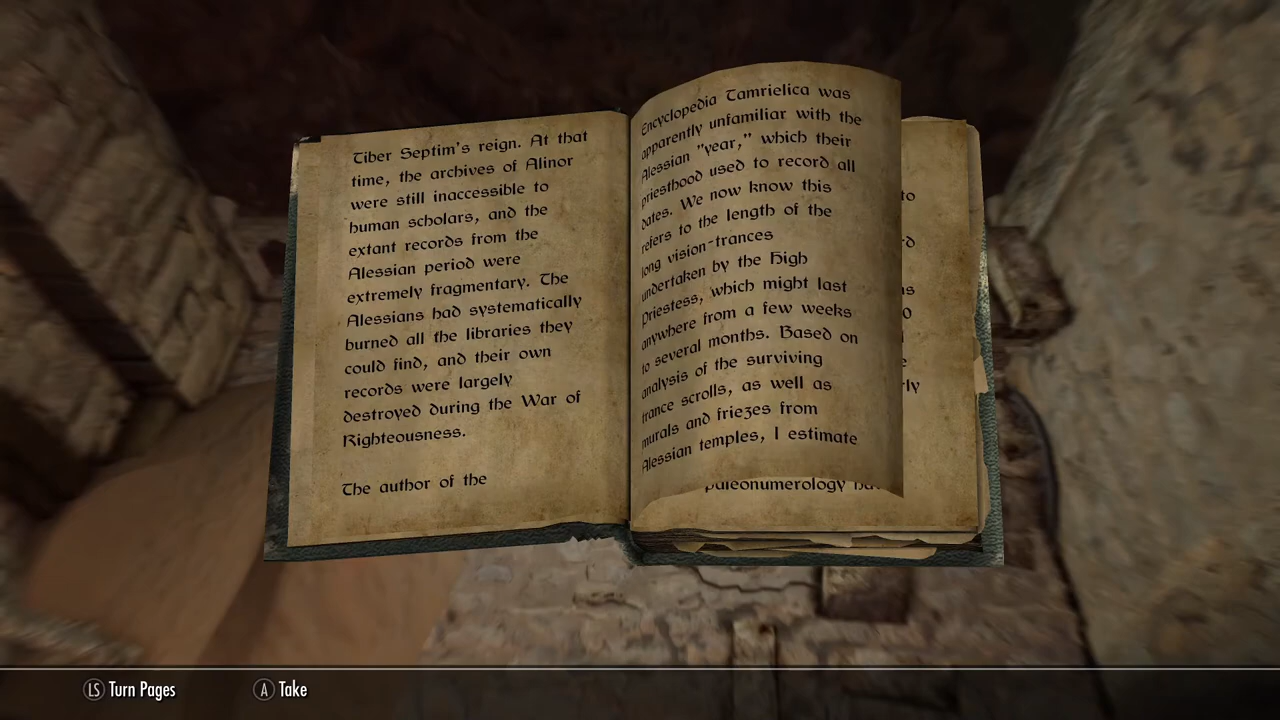 Tiber Septim's reign. At that
time, the archives of Alinor
were still inaccessible to
human scholars, and the
extant records from the
Alessian period were
extremely fragmentary. The
Alessians had systematically
burned all the libraries they
could find, and their own
records were largely
destroyed during the War of
Righteousness.
The author of the
Encyclopedia Tamrielica was
apparently unfamiliar with the
Alessian "year," which their
priesthood used to record all
dates. We now know this
refers to the length of the
long vision-trances
undertaken by the High
Priestess, which might last
anywhere from a few weeks
to several months. Based on
analysis of the surviving
trance scrolls, as well as
murals and friezes from
Alessian temples, I estimate
to
paleonumerology
LS Turn Pages
A Take